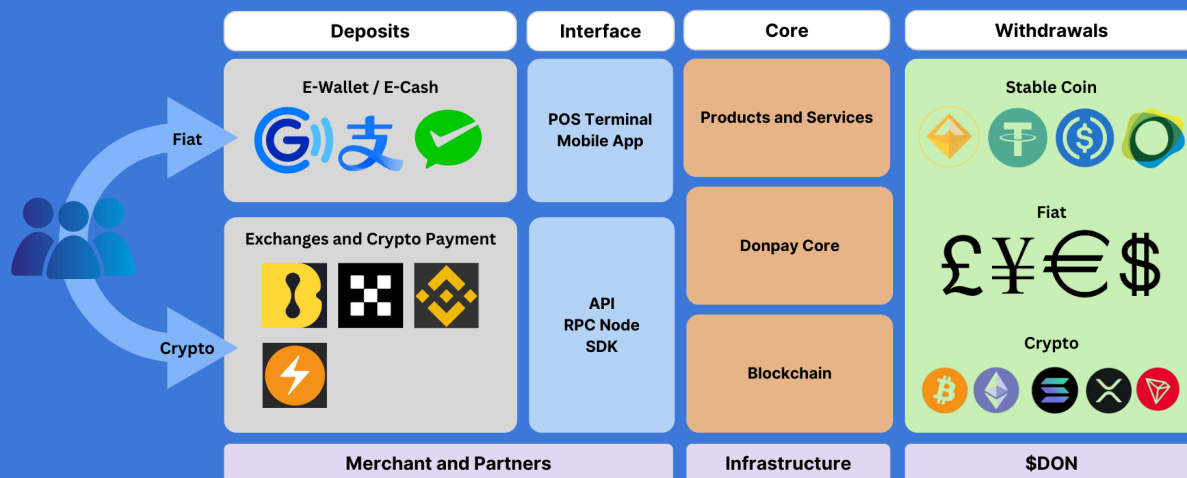 Deposits
Interface
Core
Withdrawals
Fiat
E-Wallet / E-Cash
支
POS Terminal
Mobile App
Products and Services
Stable Coin
Exchanges and Crypto Payment
API
RPC Node
SDK
Donpay Core
Fiat
£ ¥ € $
Crypto
Blockchain
Crypto
Merchant and Partners
Infrastructure
$DON